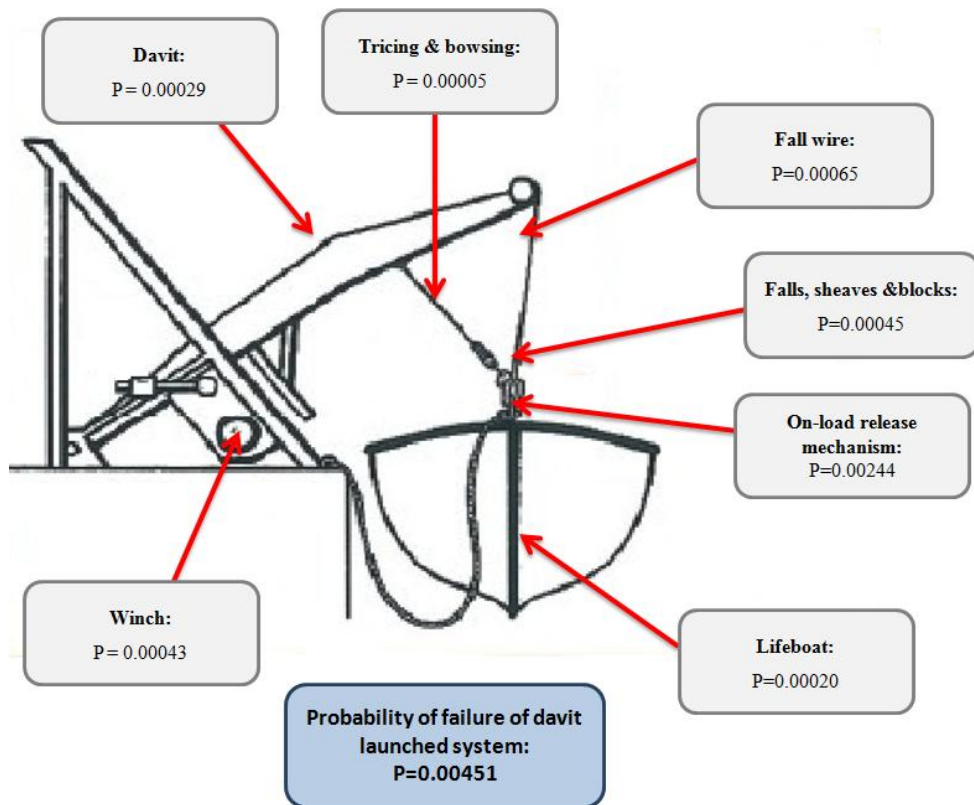 Davit:
P = 0.00029
Tricing & bowsing:
P = 0.00005
Fall wire:
P=0.00065
Falls, sheaves &blocks:
P=0.00045
On-load release
mechanism:
P=0.00244
Winch:
P = 0.00043
Lifeboat:
P=0.00020
Probability of failure of davit
launched system:
P=0.00451